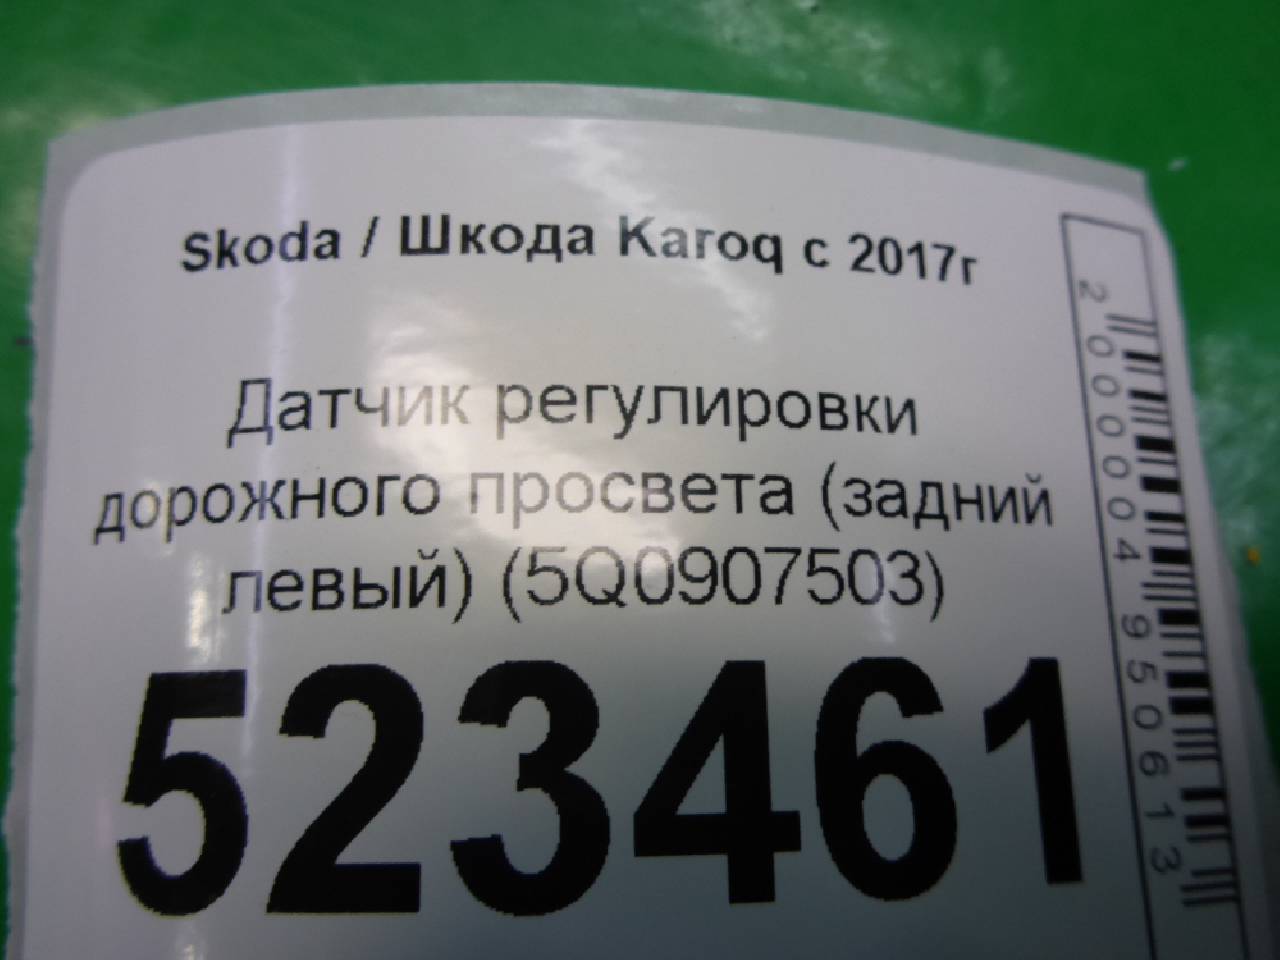 Skoda / Шкода Karoq с 2017г
Датчик регулировки
дорожного просвета (задний
левый) (5Q0907503)
523461
2000004950613